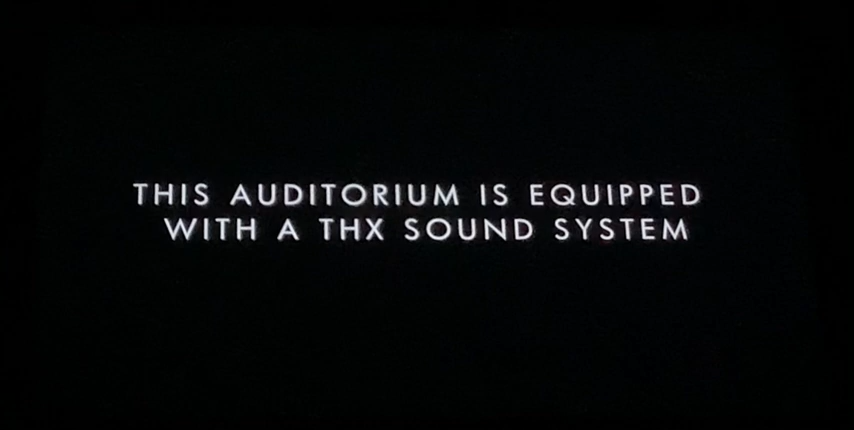 THIS AUDITORIUM IS EQUIPPED
WITH A THX SOUND SYSTEM